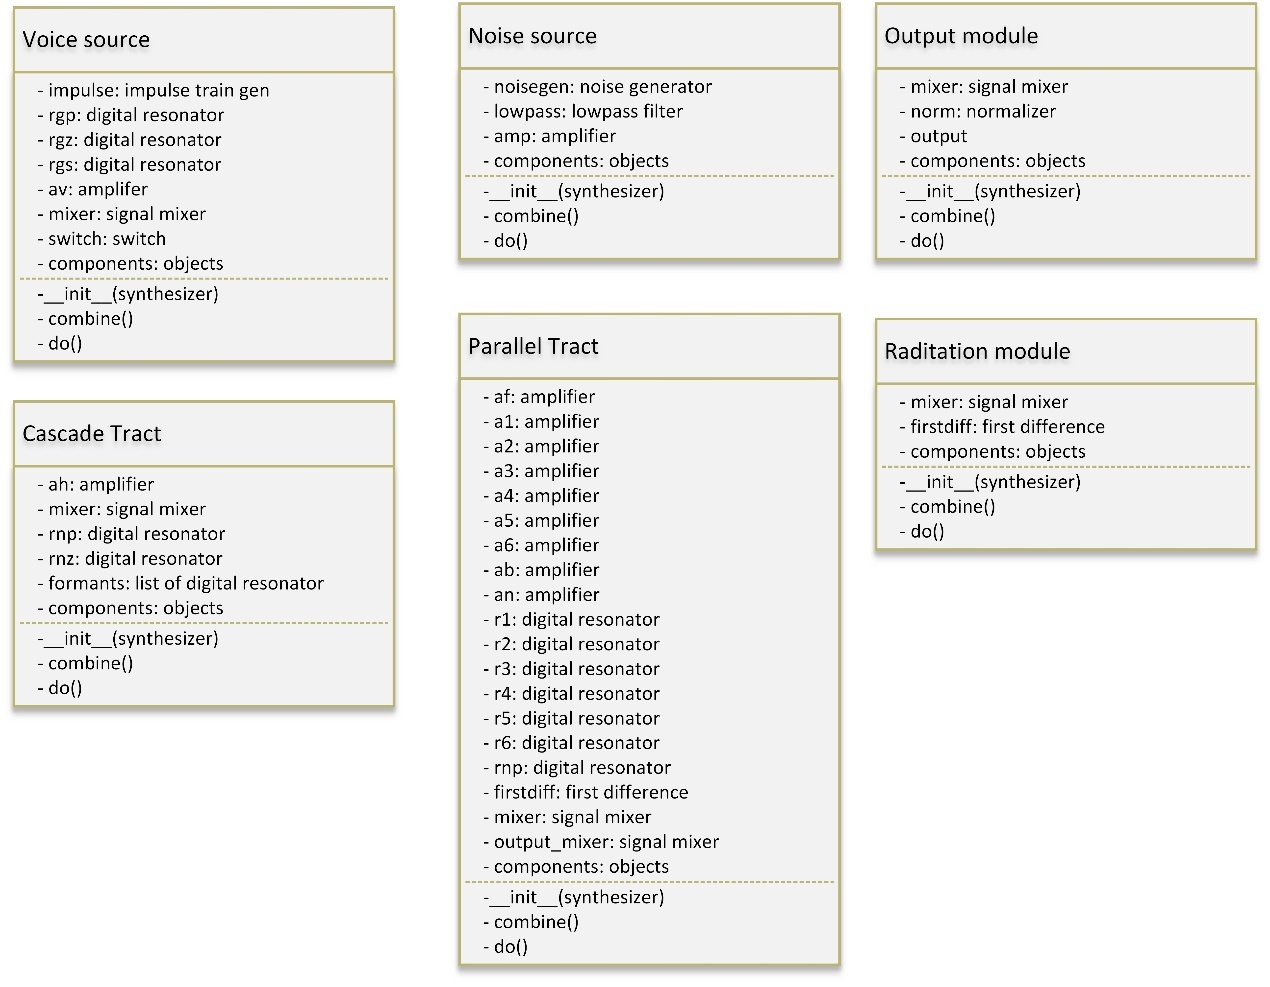 Voice source
- impulse: impulse train gen
- rgp: digital resonator
- rgz: digital resonator
- rgs: digital resonator
- av: amplifer
- mixer: signal mixer
- switch: switch
- components: objects
-__init__(synthesizer)
- combine()
- do()
Cascade Tract
- ah: amplifier
- mixer: signal mixer
- rnp: digital resonator
- rnz: digital resonator
- formants: list of digital resonator
- components: objects
-__init__(synthesizer)
- combine()
- do()
Noise source
- noisegen: noise generator
- lowpass: lowpass filter
- amp: amplifier
- components: objects
-__init__(synthesizer)
- combine()
- do()
Parallel Tract
- af: amplifier
- a1: amplifier
- a2: amplifier
- a3: amplifier
- a4: amplifier
- a5: amplifier
- a6: amplifier
- ab: amplifier
- an: amplifier
- r1: digital resonator
- r2: digital resonator
- r3: digital resonator
- r4: digital resonator
- r5: digital resonator
- r6: digital resonator
- rnp: digital resonator
- firstdiff: first difference
- mixer: signal mixer
- output_mixer: signal mixer
- components: objects
-__init__(synthesizer)
- combine()
- do()
Output module
- mixer: signal mixer
- norm: normalizer
- output
- components: objects
-__init__(synthesizer)
- combine()
- do()
Raditation module
- mixer: signal mixer
- firstdiff: first difference
- components: objects
-__init__(synthesizer)
- combine()
- do()